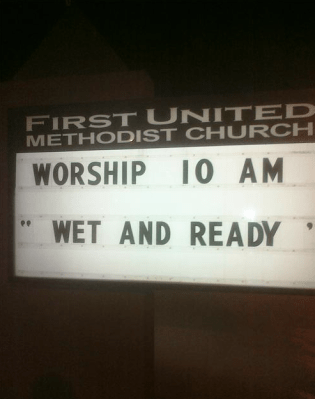 FIRST UNITED
METHODIST CHURCH
WORSHIP 10 AM
" WET AND READY "